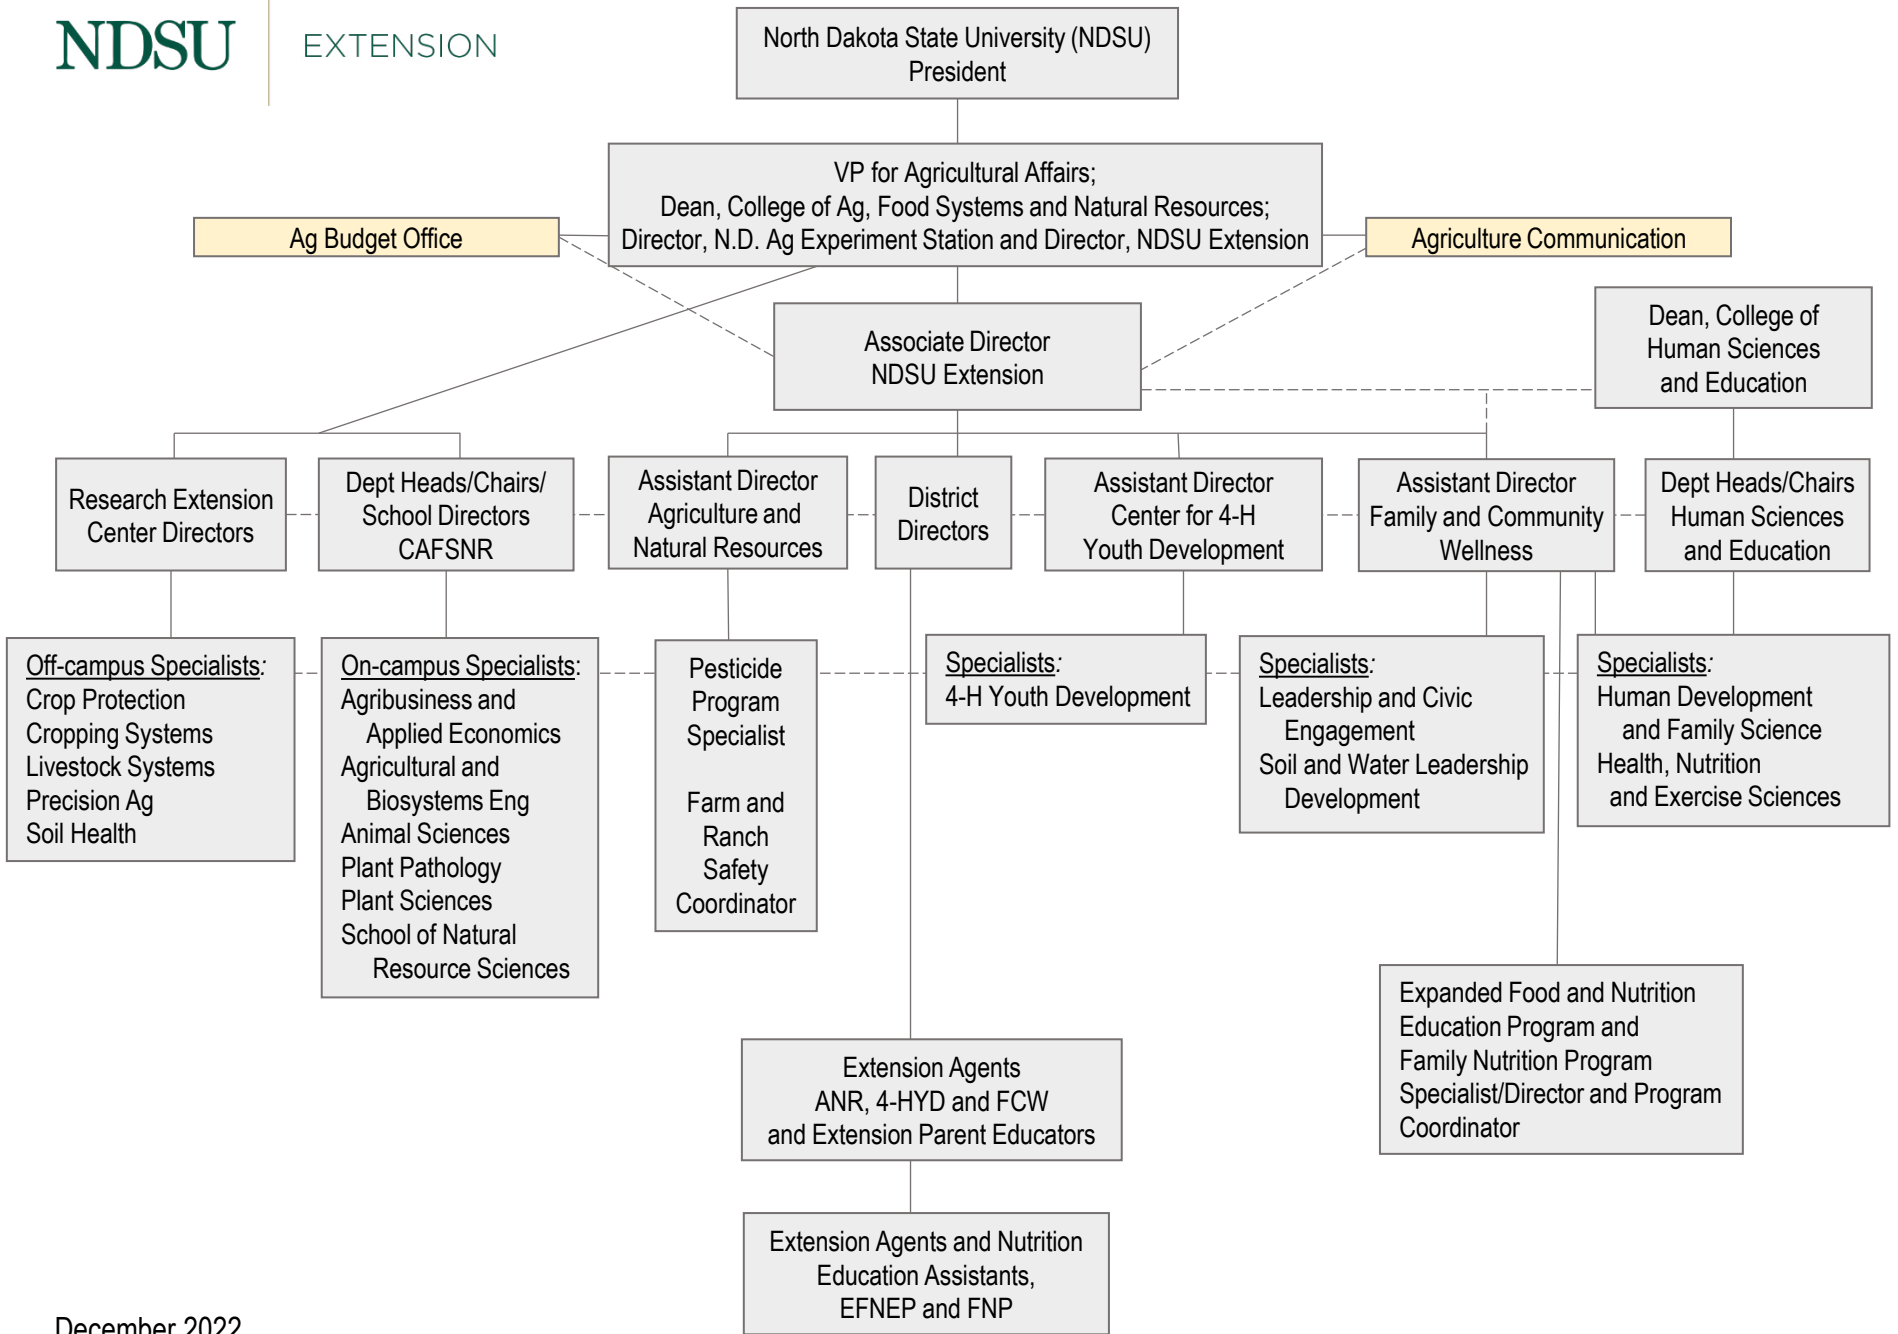 NDSU
EXTENSION
North Dakota State University (NDSU)
President
VP for Agricultural Affairs;
Dean, College of Ag, Food Systems and Natural Resources;
Director, N.D. Ag Experiment Station and Director, NDSU Extension
Ag Budget Office
Agriculture Communication
Associate Director
NDSU Extension
Dean, College of
Human Sciences
and Education
Research Extension
Center Directors
Dept Heads/Chairs/
School Directors
CAFSNR
Assistant Director
Agriculture and
Natural Resources
District
Directors
Assistant Director
Center for 4-H
Youth Development
Assistant Director
Family and Community
Wellness
Dept Heads/Chairs
Human Sciences
and Education
Off-campus Specialists:
Crop Protection
Cropping Systems
Livestock Systems
Precision Ag
Soil Health
On-campus Specialists:
Agribusiness and
Applied Economics
Agricultural and
Biosystems Eng
Animal Sciences
Plant Pathology
Plant Sciences
School of Natural
Resource Sciences
Pesticide
Program
Specialist
Farm and
Ranch
Safety
Coordinator
Specialists:
4-H Youth Development
Specialists:
Leadership and Civic
Engagement
Soil and Water Leadership
Development
Specialists:
Human Development
and Family Science
Health, Nutrition
and Exercise Sciences
Expanded Food and Nutrition
Education Program and
Family Nutrition Program
Specialist/Director and Program
Coordinator
Extension Agents
ANR, 4-HYD and FCW
and Extension Parent Educators
Extension Agents and Nutrition
Education Assistants,
EFNEP and FNP
December 2022